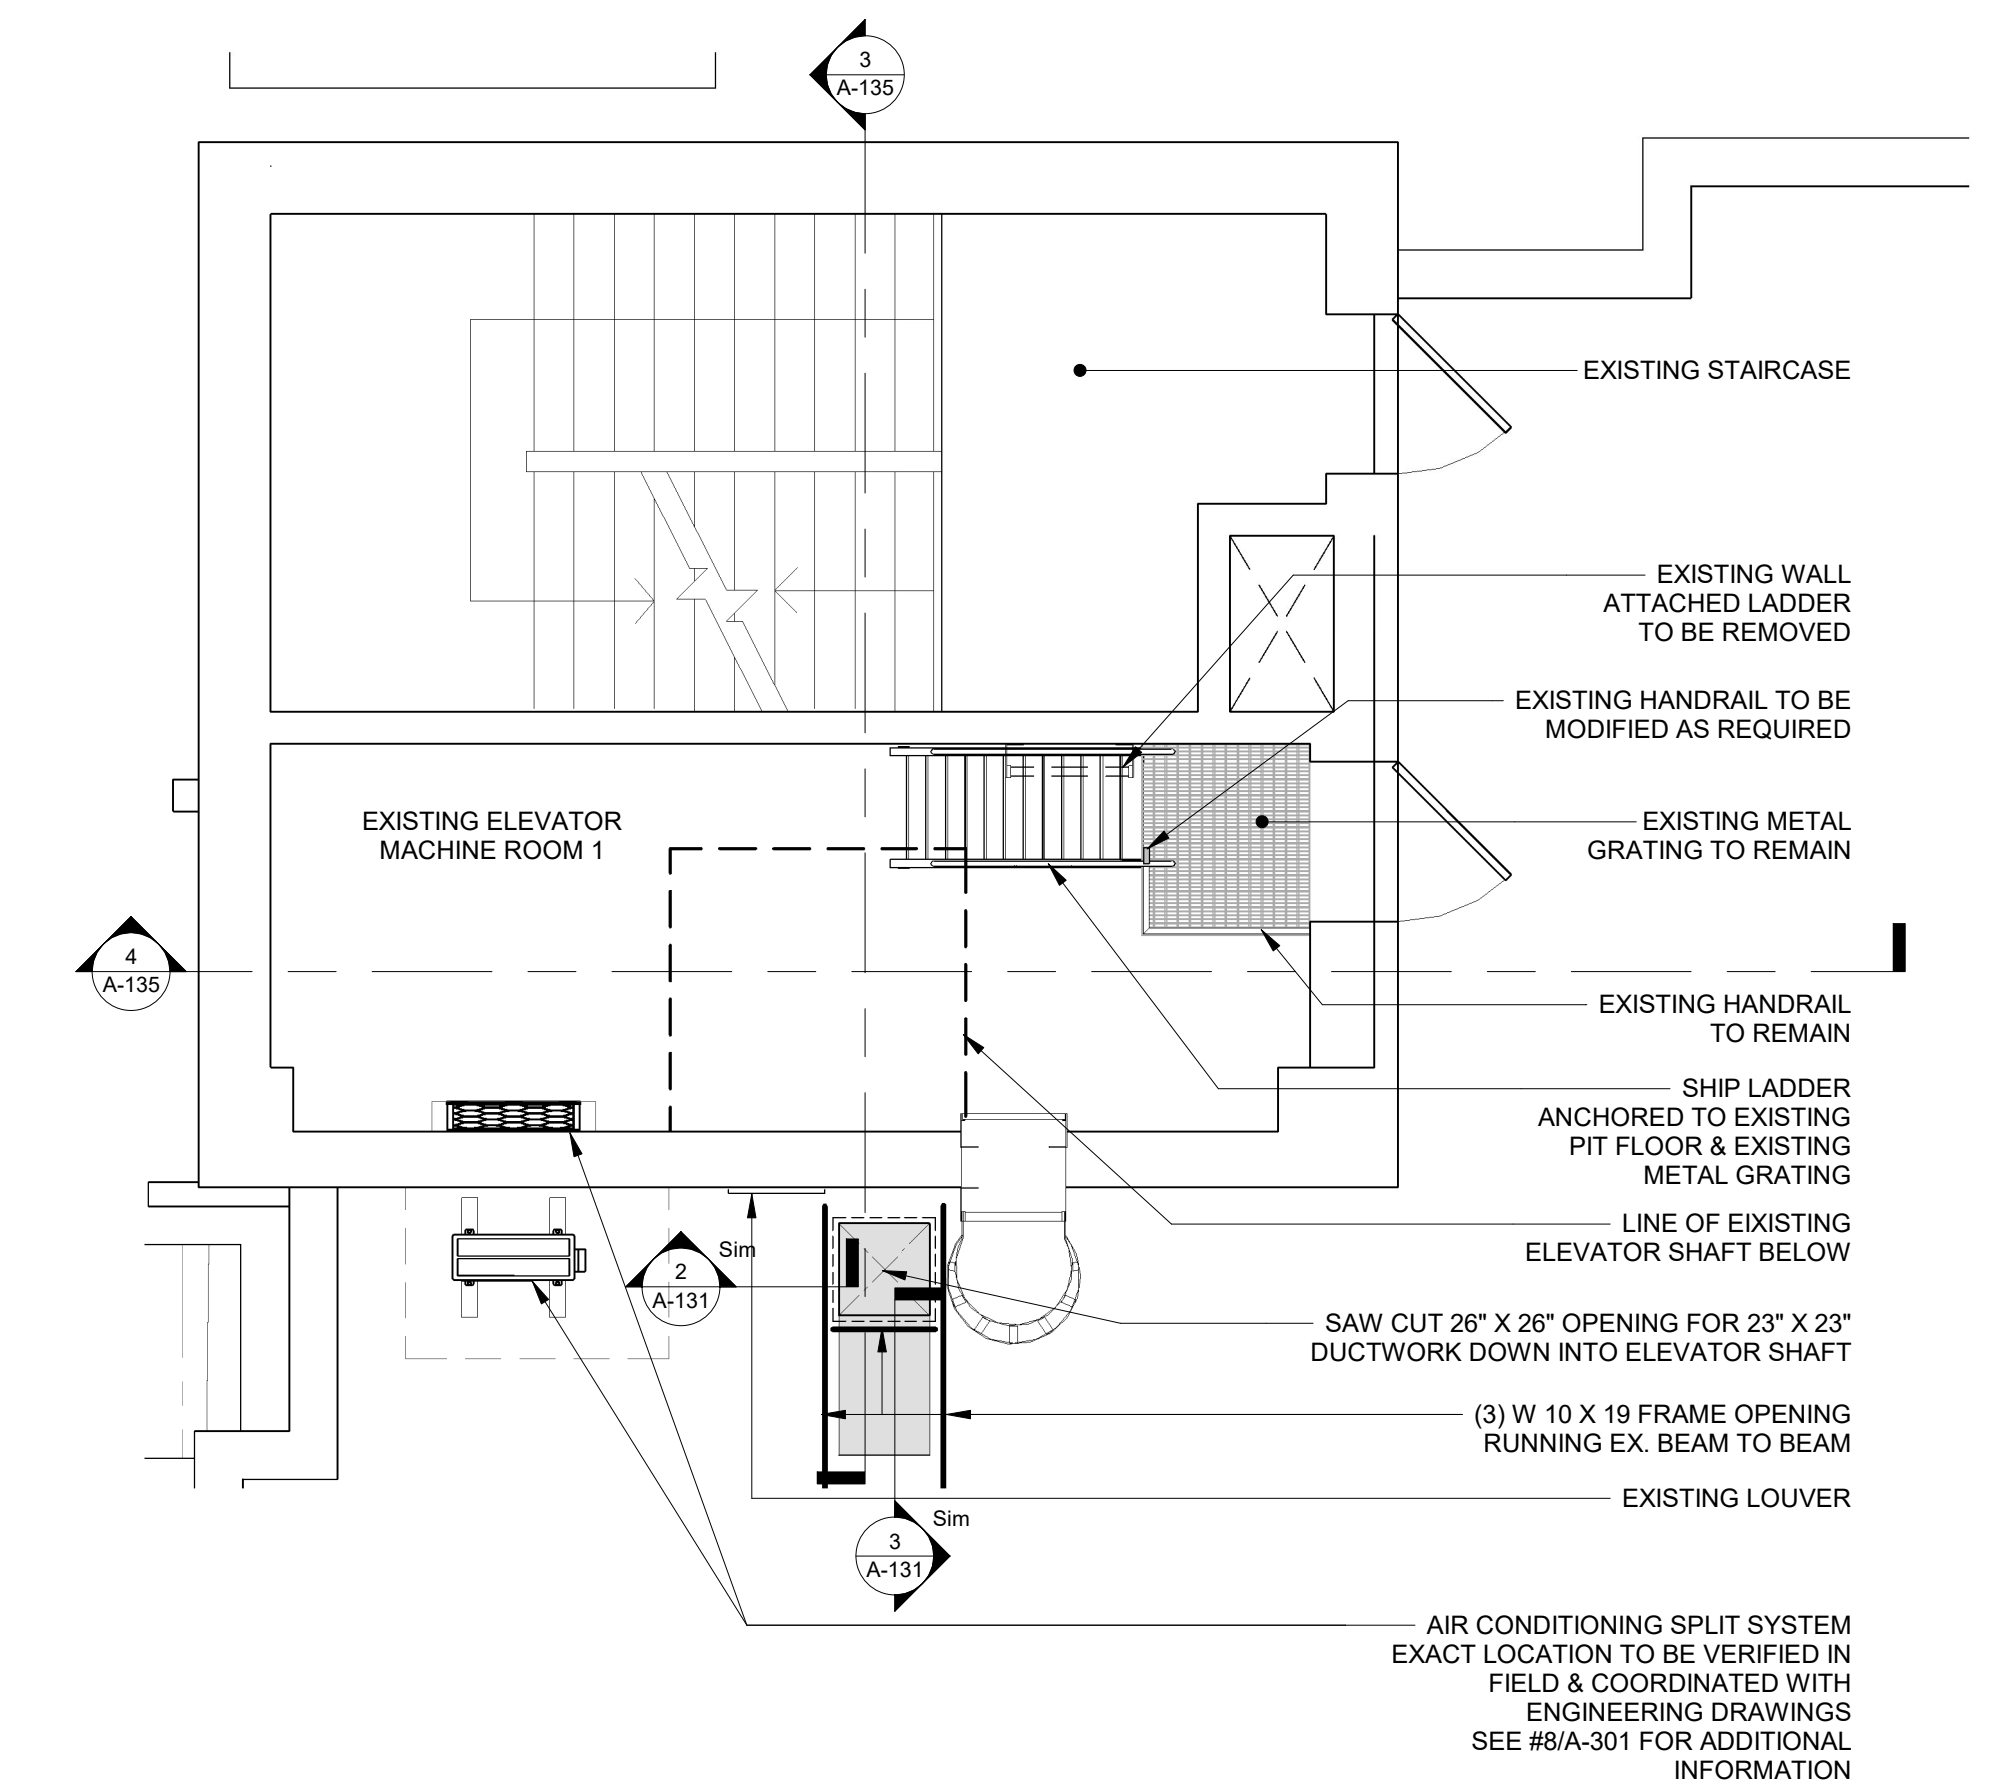 3
A-135
EXISTING STAIRCASE
EXISTING WALL
ATTACHED LADDER
TO BE REMOVED
EXISTING HANDRAIL TO BE
MODIFIED AS REQUIRED
EXISTING ELEVATOR
MACHINE ROOM 1
EXISTING METAL
GRATING TO REMAIN
4
A-135
EXISTING HANDRAIL
TO REMAIN
SHIP LADDER
ANCHORED TO EXISTING
PIT FLOOR & EXISTING
METAL GRATING
LINE OF EIXISTING
ELEVATOR SHAFT BELOW
Sim
2
A-131
SAW CUT 26" X 26" OPENING FOR 23" X 23"
DUCTWORK DOWN INTO ELEVATOR SHAFT
(3) W 10 X 19 FRAME OPENING
RUNNING EX. BEAM TO BEAM
EXISTING LOUVER
Sim
3
A-131
AIR CONDITIONING SPLIT SYSTEM
EXACT LOCATION TO BE VERIFIED IN
FIELD & COORDINATED WITH
ENGINEERING DRAWINGS
SEE #8/A-301 FOR ADDITIONAL
INFORMATION